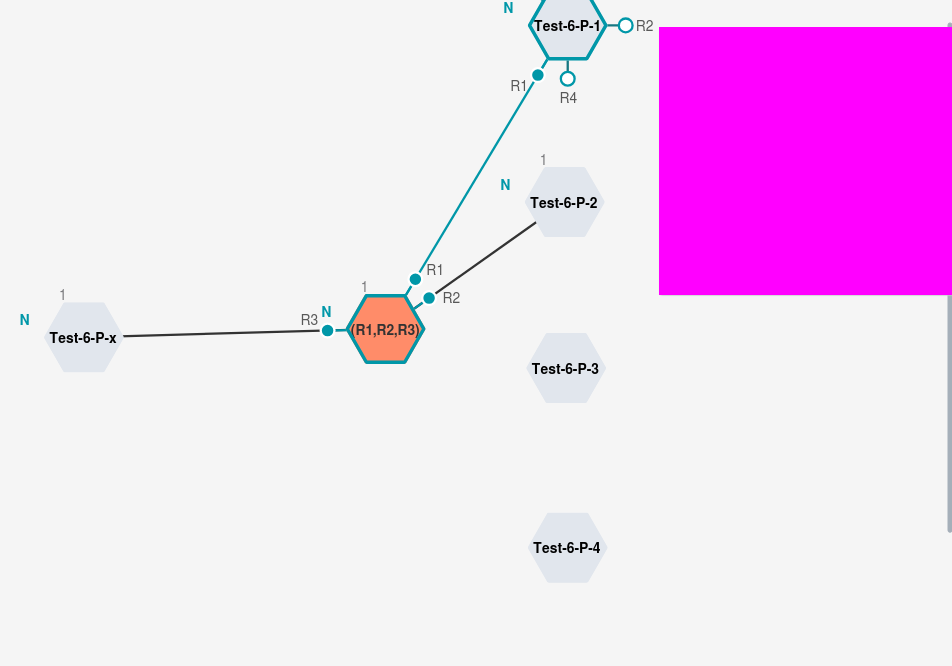 N
Test-6-P-1
R2
R1
R4
1
N
Test-6-P-2
R1
1
R2
1
N
R3
N
(R1,R2,R3)
Test-6-P-x
Test-6-P-3
Test-6-P-4